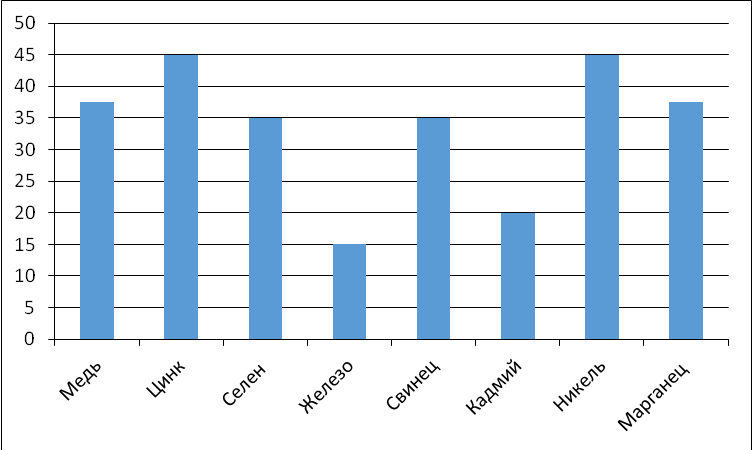 50
45
40
35
30
25
20
15
10
5
0
Медь
Цинк
Селен
Железо
Свинец
Кадмий
Никель
Марганец